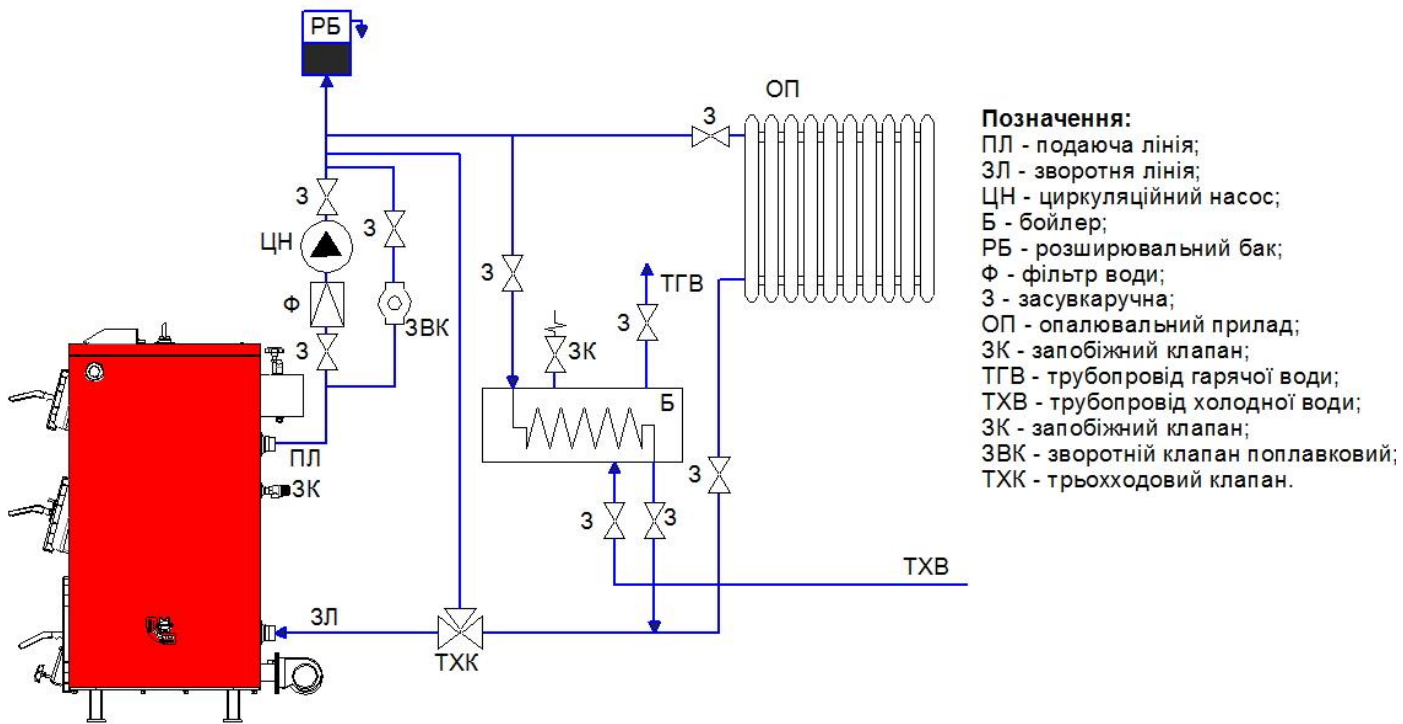 РБ
ОП
З
З
З
ЦН
З
ТГВ
Ф
ЗВК
З
ЗК
З
Б
ПЛ
ЗК
З
З
З
ТХВ
ЗЛ
ТХК
Позначення:
ПЛ - подаюча лінія;
ЗЛ - зворотня лінія;
ЦН - циркуляційний насос;
Б - бойлер;
РБ - розширювальний бак;
Ф - фільтр води;
З - засувкаручна;
ОП - опалювальний прилад;
ЗК - запобіжний клапан;
ТГВ - трубопровід гарячої води;
ТХВ - трубопровід холодної води;
ЗК - запобіжний клапан;
ЗВК - зворотній клапан поплавковий;
ТХК - трьохходовий клапан.